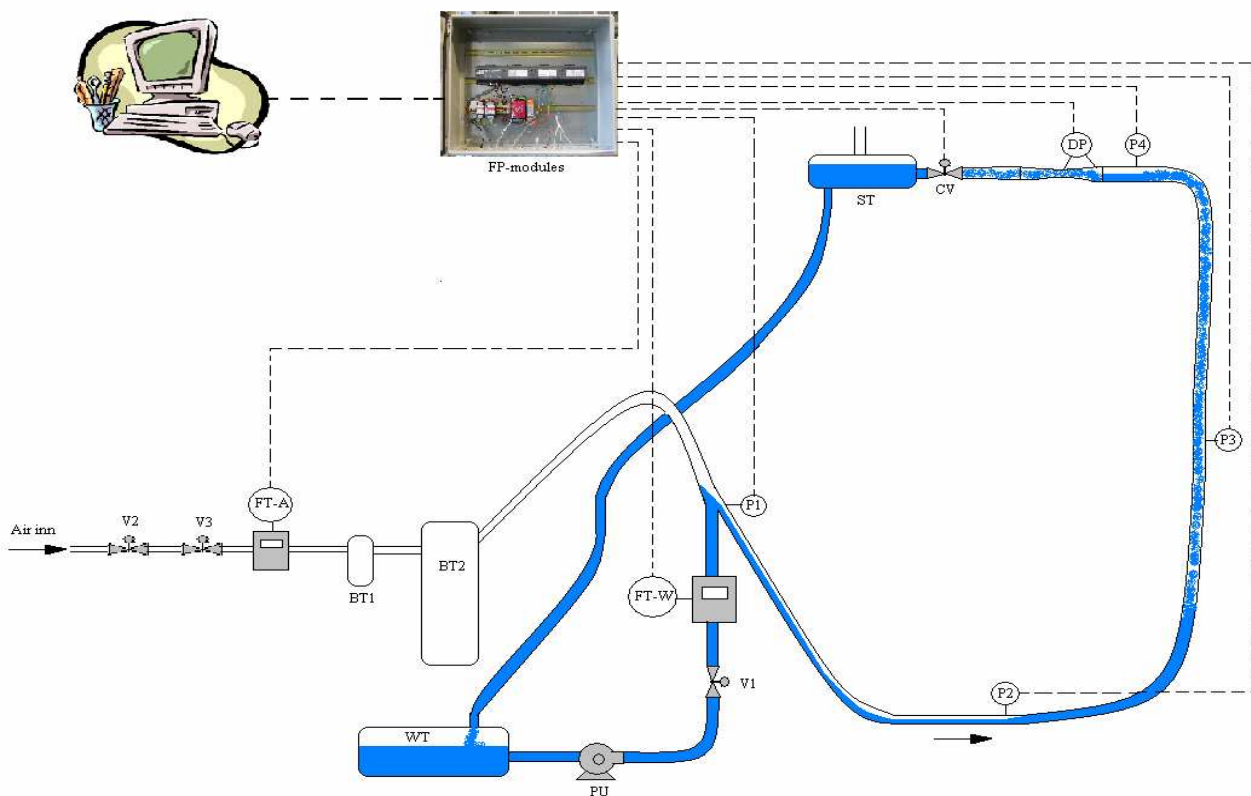 FP-modules
DP
P4
ST
CV
P3
P1
FT-A
V2
V3
Air inn
BT1
BT2
FT-W
V1
P2
WT
PU